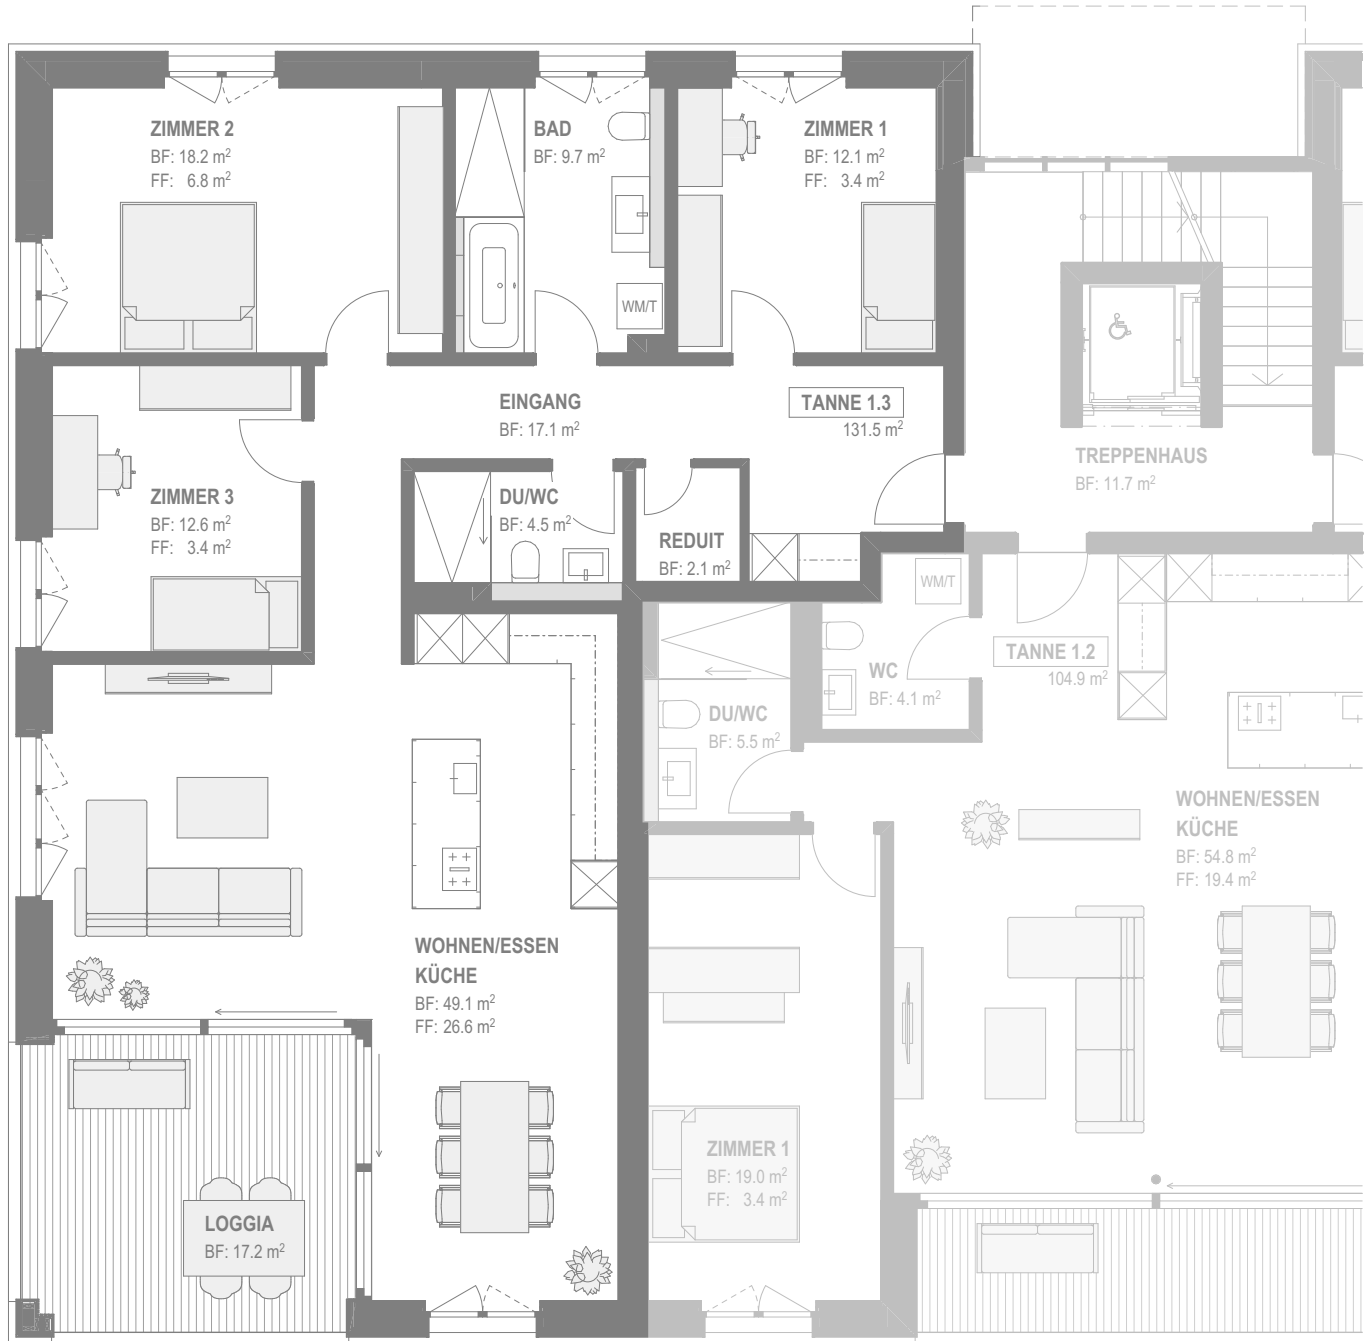 ZIMMER 2
BF: 18.2 m²
FF: 6.8 m²
BAD
BF: 9.7 m²
WM/T
ZIMMER 1
BF: 12.1 m²
FF: 3.4 m²
EINGANG
BF: 17.1 m²
TANNE 1.3
131.5 m²
TREPPENHAUS
BF: 11.7 m²
ZIMMER 3
BF: 12.6 m²
FF: 3.4 m²
DU/WC
BF: 4.5 m²
REDUIT
BF: 2.1 m²
WM/T
WC
BF: 4.1 m²
TANNE 1.2
104.9 m²
DU/WC
BF: 5.5 m²
WOHNEN/ESSEN
KÜCHE
BF: 54.8 m²
FF: 19.4 m²
WOHNEN/ESSEN
KÜCHE
BF: 49.1 m²
FF: 26.6 m²
ZIMMER 1
BF: 19.0 m²
FF: 3.4 m²
LOGGIA
BF: 17.2 m²